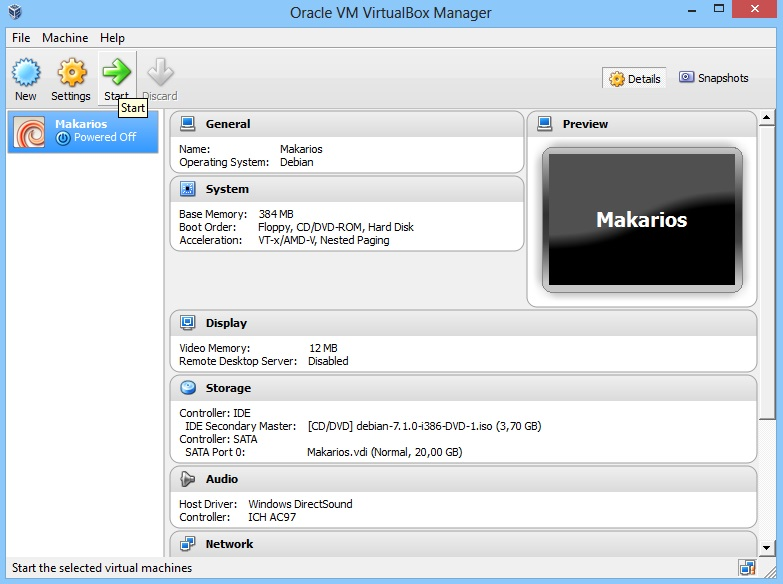 Oracle VM VirtualBox Manager
File Machine Help
New Settings Start Discard
Start
Details Snapshots
Makarios
Powered Off
General
Name: Makarios
Operating System: Debian
System
Base Memory: 384 MB
Boot Order: Floppy, CD/DVD-ROM, Hard Disk
Acceleration: VT-x/AMD-V, Nested Paging
Preview
Makarios
Display
Video Memory: 12 MB
Remote Desktop Server: Disabled
Storage
Controller: IDE
IDE Secondary Master: [CD/DVD] debian-7.1.0-i386-DVD-1.iso (3,70 GB)
Controller: SATA
SATA Port 0: Makarios.vdi (Normal, 20,00 GB)
Audio
Host Driver: Windows DirectSound
Controller: ICH AC97
Network
Start the selected virtual machines